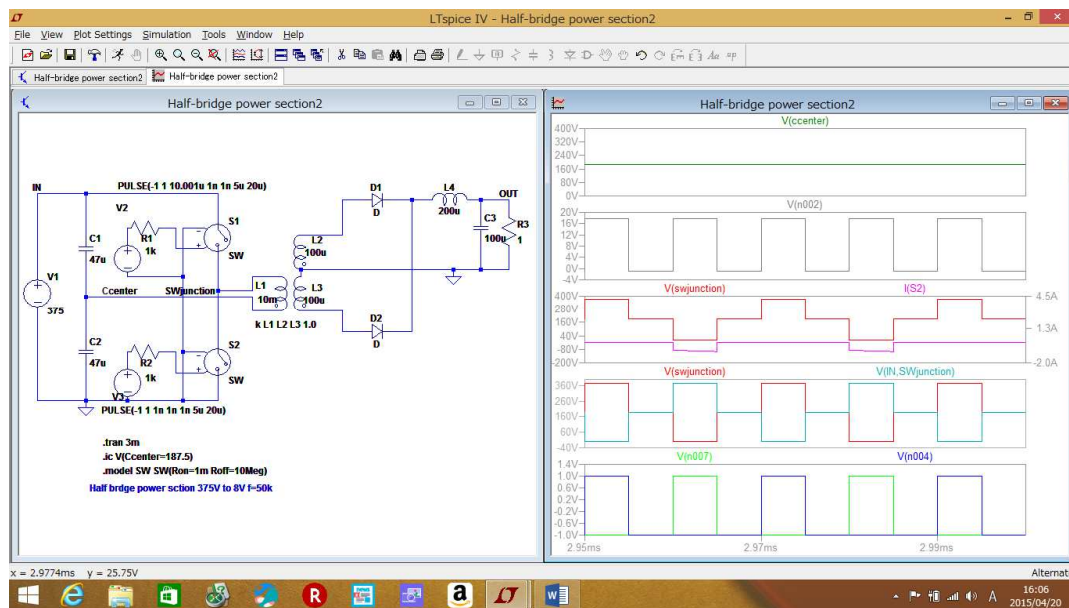 LTspice IV - Half-bridge power section2
File View Plot Settings Simulation Tools Window Help
Half-bridge power section2
Half-bridge power section2
Half-bridge power section2
IN
PULSE(-1 1 10.001u 1n 1n 5u 20u)
V2
R1
1k
S1
SW
C1
47u
V1
375
Ccenter
SWjunction
L1
10m
L2
100u
L3
100u
k L1 L2 L3 1.0
D1
D
L4
200u
OUT
C3
100u
R3
1
D2
D
C2
47u
R2
1k
S2
SW
V3
PULSE(-1 1 1n 1n 1n 5u 20u)
.tran 3m
.ic V(Ccenter=187.5)
.model SW SW(Ron=1m Roff=10Meg)
Half brdge power sction 375V to 8V f=50k
Half-bridge power section2
V(ccenter)
400V
320V
240V
160V
80V
0V
V(n002)
20V
16V
12V
8V
4V
0V
-4V
V(swjunction) I(S2)
400V 4.5A
280V
160V 1.3A
40V
-80V
-200V -2.0A
V(swjunction) V(IN,SWjunction)
360V
260V
160V
60V
-40V
V(n007) V(n004)
1.4V
1.0V
0.6V
0.2V
-0.2V
-0.6V
-1.0V
2.95ms 2.97ms 2.99ms
x = 2.9774ms y = 25.75V Alternat
16:06
2015/04/20